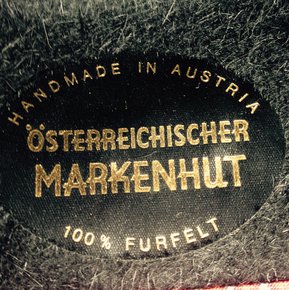 HANDMADE IN AUSTRIA
ÖSTERREICHISCHER
MARKENHUT
100% FURFELT